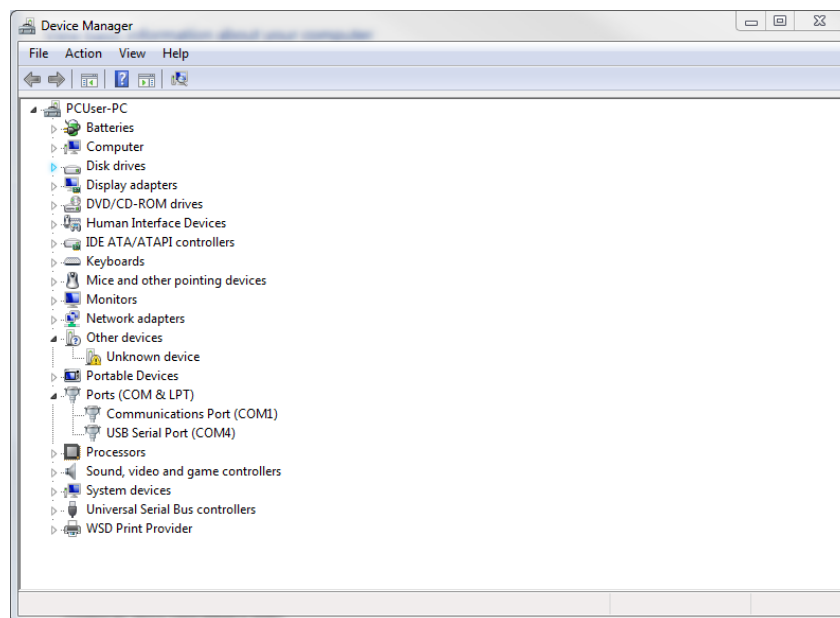 Device Manager
File Action View Help
PCUser-PC
Batteries
Computer
Disk drives
Display adapters
DVD/CD-ROM drives
Human Interface Devices
IDE ATA/ATAPI controllers
Keyboards
Mice and other pointing devices
Monitors
Network adapters
Other devices
Unknown device
Portable Devices
Ports (COM & LPT)
Communications Port (COM1)
USB Serial Port (COM4)
Processors
Sound, video and game controllers
System devices
Universal Serial Bus controllers
WSD Print Provider